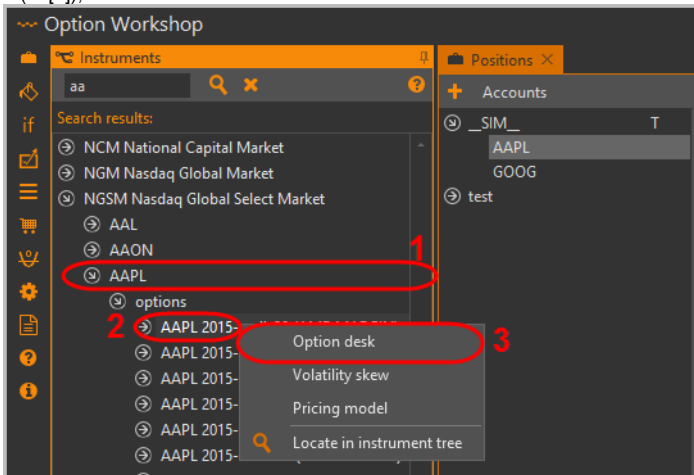 Option Workshop
Instruments
Positions
aa
Accounts
if
Search results:
__SIM__ T
NCM National Capital Market
AAPL
NGM Nasdaq Global Market
GOOG
NGSM Nasdaq Global Select Market
test
AAL
AAON
1
AAPL
options
2 AAPL 2015-
Option desk 3
AAPL 2015-
Volatility skew
AAPL 2015-
Pricing model
AAPL 2015-
AAPL 2015-
Locate in instrument tree
AAPL 2015-